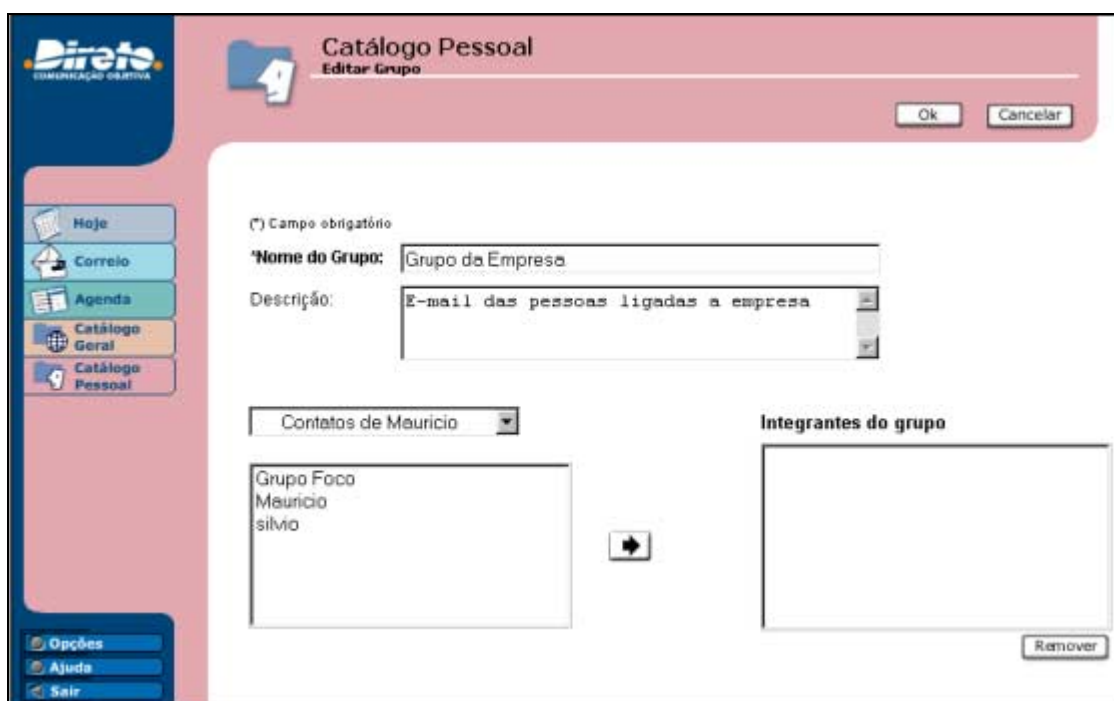 .Direto.
COMUNICAÇÃO OBJETIVA
Catálogo Pessoal
Editar Grupo
Ok
Cancelar
Hoje
Correio
Agenda
Catálogo
Geral
Catálogo
Pessoal
(*) Campo obrigatório
*Nome do Grupo:
Grupo da Empresa
Descrição:
E-mail das pessoas ligadas a empresa
Contatos de Mauricio
Integrantes do grupo
Grupo Foco
Mauricio
silvio
Remover
Opções
Ajuda
Sair